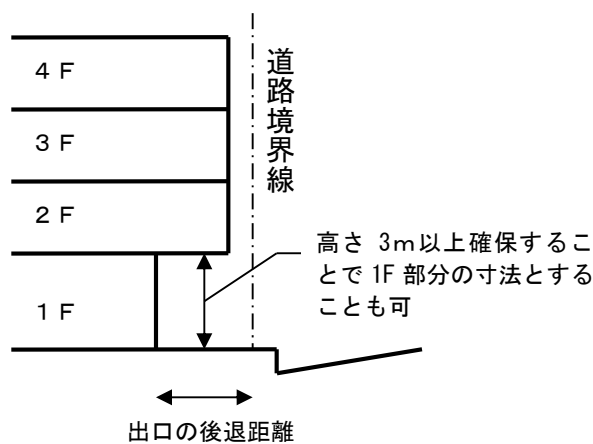 ４Ｆ
３Ｆ
２Ｆ
１Ｆ
道路境界線
高さ 3ｍ以上確保するこ
とで 1F 部分の寸法とする
ことも可
出口の後退距離